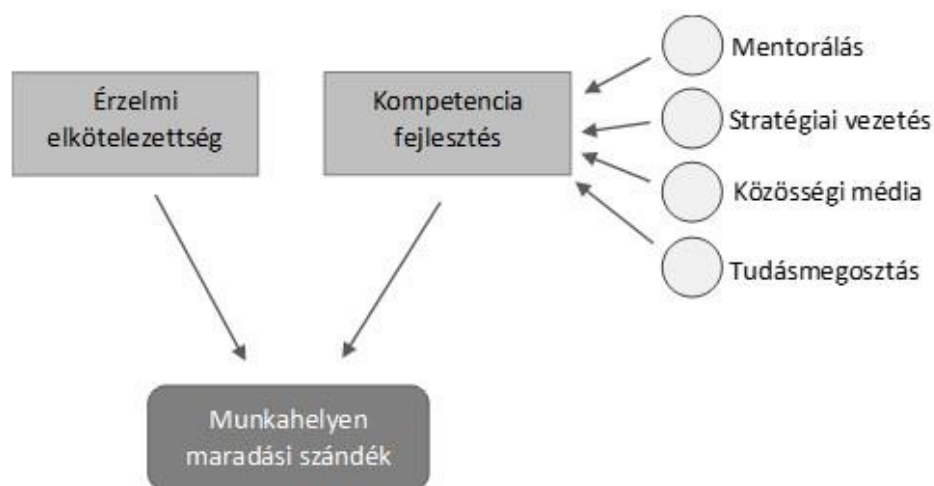 Érzelmi
elkötelezettség
Kompetencia
fejlesztés
Mentorálás
Stratégiai vezetés
Közösségi média
Tudásmegosztás
Munkahelyen
maradási szándék